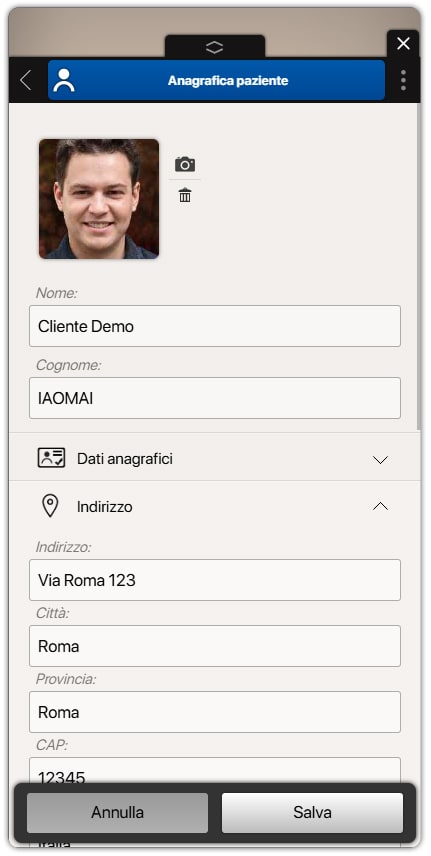 Anagrafica paziente
Nome:
Cliente Demo
Cognome:
IAOMAI
Dati anagrafici
Indirizzo
Indirizzo:
Via Roma 123
Città:
Roma
Provincia:
Roma
CAP:
12345
Annulla
Salva
Italia